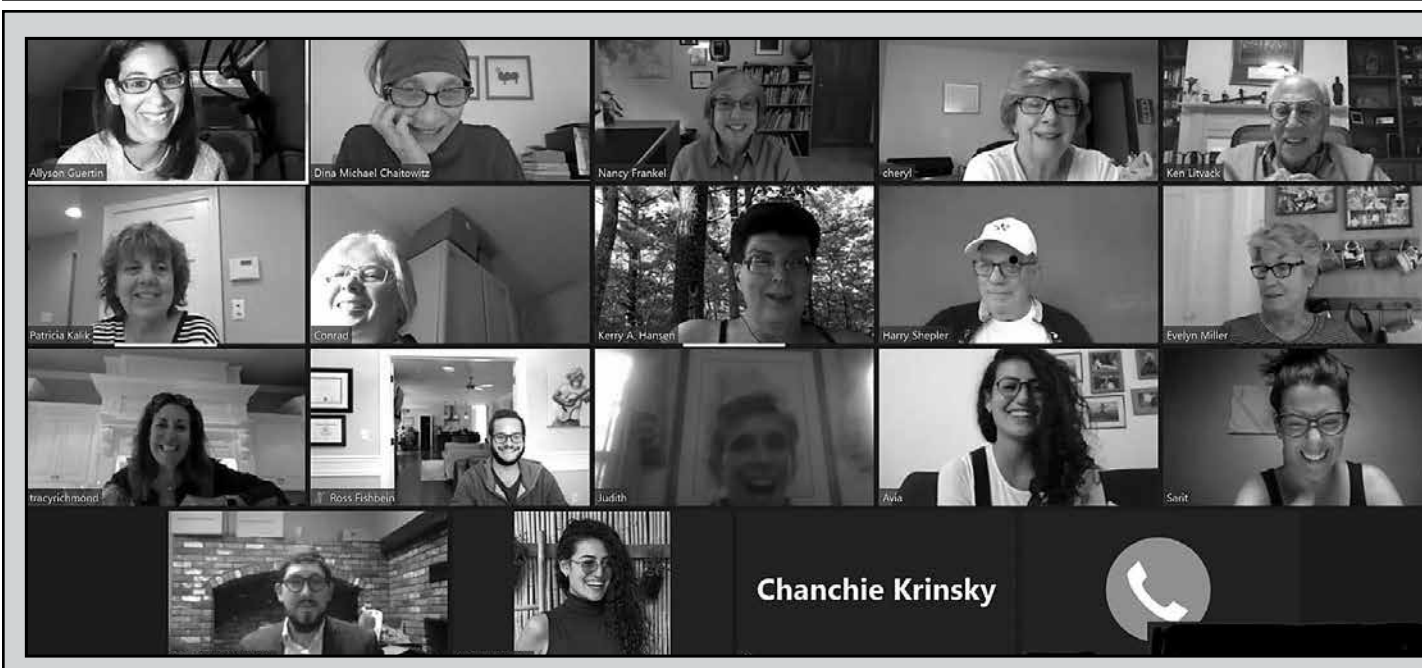 Allyson Guertin
Dina Michael Chaitowitz
Nancy Frankel
cheryl
Ken Litvack
Patricia Kalik
Conrad
Kerry A. Hansen
Harry Shepler
Evelyn Miller
tracyrichmond
Ross Fishbein
Judith
Avia
Sarit
Chanchie Krinsky